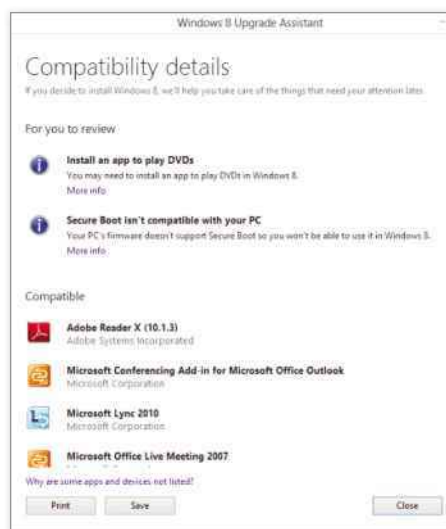 Windows 8 Upgrade Assistant
Compatibility details
If you decide to install Windows 8, we'll help you take care of the things that need your attention later.
For you to review
Install an app to play DVDs
You may need to install an app to play DVDs in Windows 8.
More info
Secure Boot isn't compatible with your PC
Your PC's firmware doesn't support Secure Boot so you won't be able to use it in Windows 8.
More info
Compatible
Adobe Reader X (10.1.3)
Adobe Systems Incorporated
Microsoft Conferencing Add-in for Microsoft Office Outlook
Microsoft Corporation
Microsoft Lync 2010
Microsoft Corporation
Microsoft Office Live Meeting 2007
Why are some apps and devices not listed?
Print Save Close